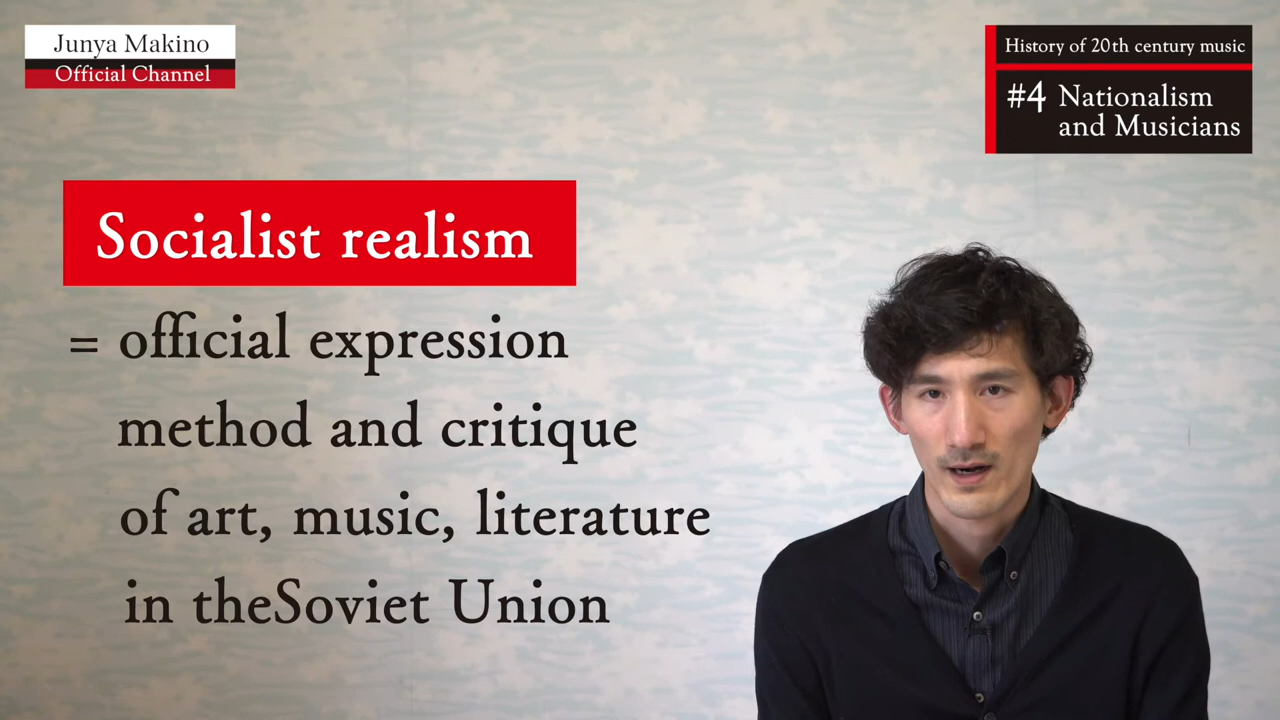 Junya Makino
Official Channel
History of 20th century music
#4 Nationalism
and Musicians
Socialist realism
= official expression
method and critique
of art, music, literature
in theSoviet Union